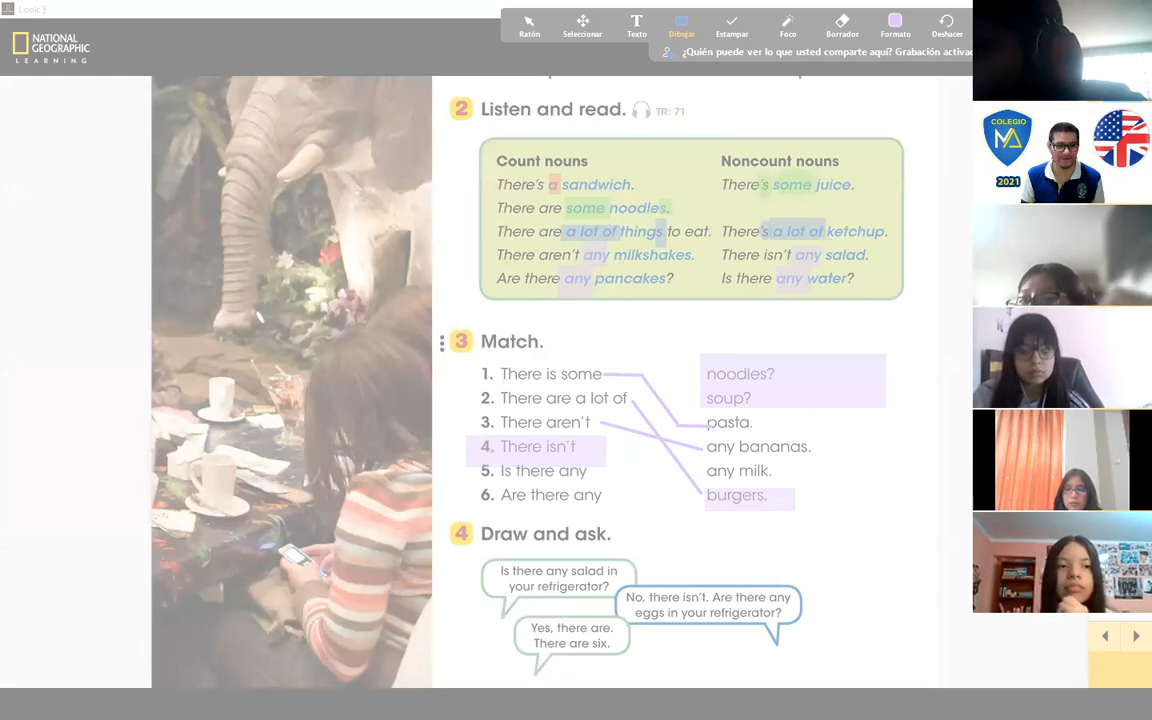 Look 3
NATIONAL
GEOGRAPHIC
LEARNING
Ratón
Seleccionar
Texto
Dibujar
Estampar
Foco
Borrador
Formato
Deshacer
¿Quién puede ver lo que usted comparte aquí? Grabación activad
2 Listen and read. TR: 71
Count nouns
Noncount nouns
There's a sandwich.
There's some juice.
There are some noodles.
There are a lot of things to eat.
There's a lot of ketchup.
There aren't any milkshakes.
There isn't any salad.
Are there any pancakes?
Is there any water?
3 Match.
1. There is some
noodles?
2. There are a lot of
soup?
3. There aren't
pasta.
4. There isn't
any bananas.
5. Is there any
any milk.
6. Are there any
burgers.
4 Draw and ask.
Is there any salad in
your refrigerator?
No, there isn't. Are there any
eggs in your refrigerator?
Yes, there are.
There are six.
COLEGIO
MA
2021